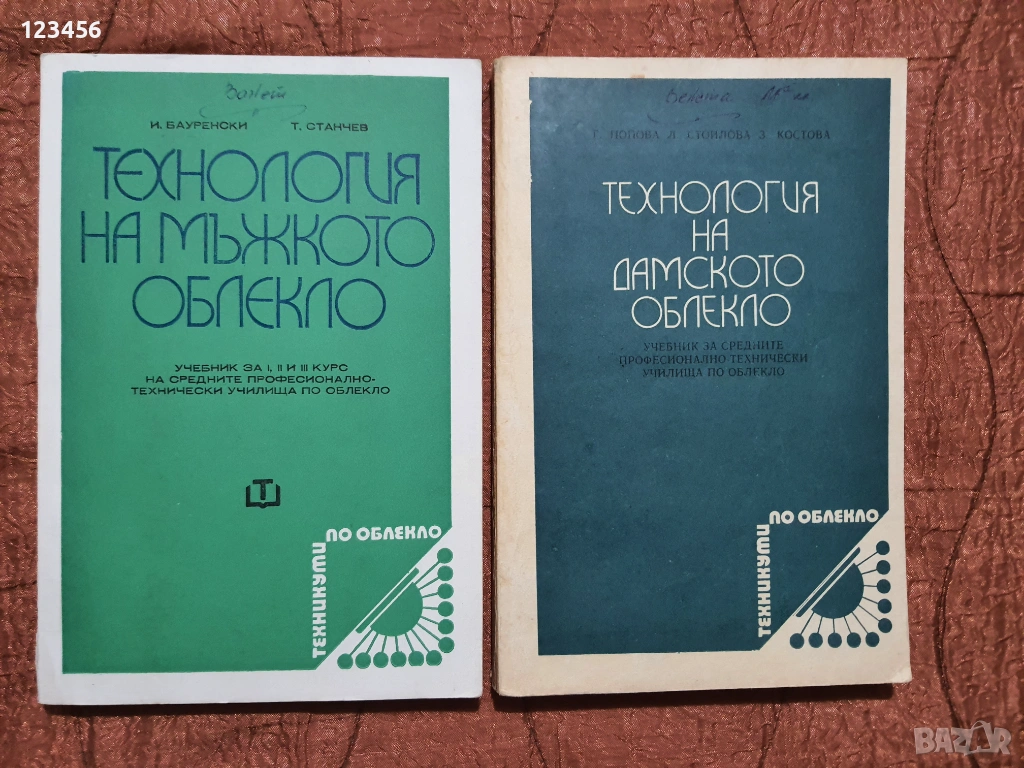 123456
И. БАУРЕНСКИ Т. СТАНЧЕВ
ТЕХНОЛОГИЯ
НА МЪЖКОТО
ОБЛЕКЛО
УЧЕБНИК ЗА I, II И III КУРС
НА СРЕДНИТЕ ПРОФЕСИОНАЛНО-
ТЕХНИЧЕСКИ УЧИЛИЩА ПО ОБЛЕКЛО
Т
ТЕХНИКУМИ
ПО ОБЛЕКЛО
Л. СТОИЛОВА З. КОСТОВА
ТЕХНОЛОГИЯ
НА
ДАМСКОТО
ОБЛЕКЛО
УЧЕБНИК ЗА СРЕДНИТЕ
ПРОФЕСИОНАЛНО ТЕХНИЧЕСКИ
УЧИЛИЩА ПО ОБЛЕКЛО
ТЕХНИКУМИ
ПО ОБЛЕКЛО
BAZAR